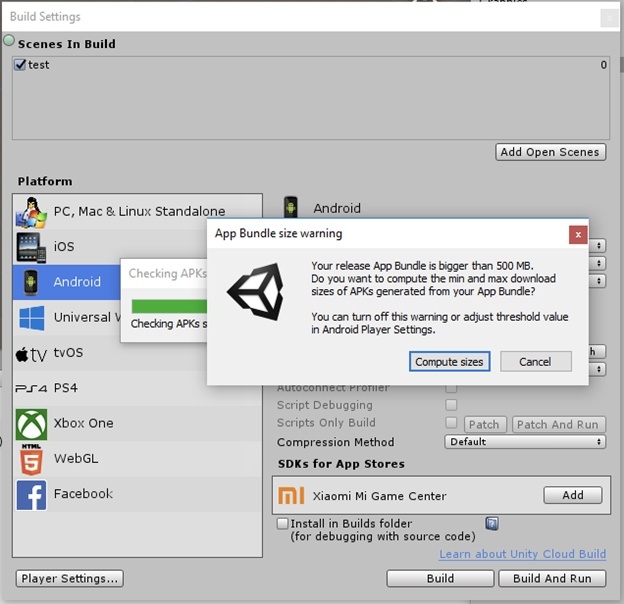 Build Settings
Scenes In Build
test 0
Add Open Scenes
Platform
PC, Mac & Linux Standalone
iOS
Android
Universal W
tvOS
PS4
Xbox One
HTML
WebGL
Facebook
Android
Checking APKs
Checking APKs s
App Bundle size warning
x
Your release App Bundle is bigger than 500 MB.
Do you want to compute the min and max download
sizes of APKs generated from your App Bundle?
You can turn off this warning or adjust threshold value
in Android Player Settings.
Compute sizes Cancel
Autoconnect Profiler
Script Debugging
Scripts Only Build Patch Patch And Run
Compression Method Default
SDKs for App Stores
Xiaomi Mi Game Center Add
Install in Builds folder
(for debugging with source code)
Learn about Unity Cloud Build
Player Settings... Build Build And Run